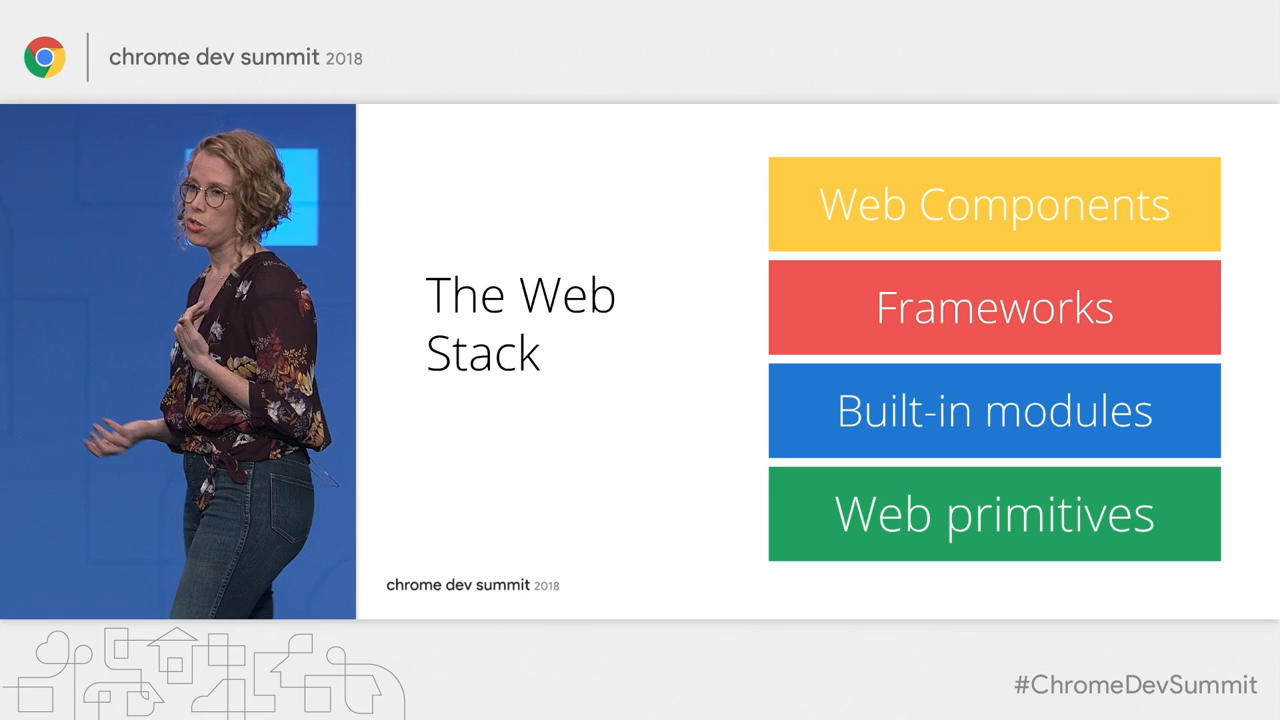 chrome dev summit 2018
The Web
Stack
Web Components
Frameworks
Built-in modules
Web primitives
chrome dev summit 2018
#ChromeDevSummit